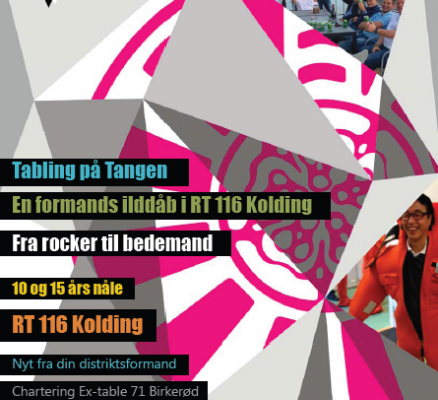 Tabling på Tangen
En formands ilddåb i RT 116 Kolding
Fra rocker til bedemand
10 og 15 års nåle
RT 116 Kolding
Nyt fra din distriktsformand
Chartering Ex-table 71 Birkerød